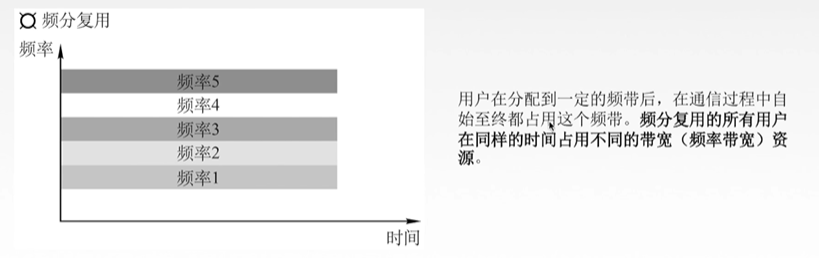 ¤ 频分复用
频率
频率5
频率4
频率3
频率2
频率1
时间
用户在分配到一定的频带后，在通信过程中自
始至终都占用这个频带。频分复用的所有用户
在同样的时间占用不同的带宽（频率带宽）资
源。